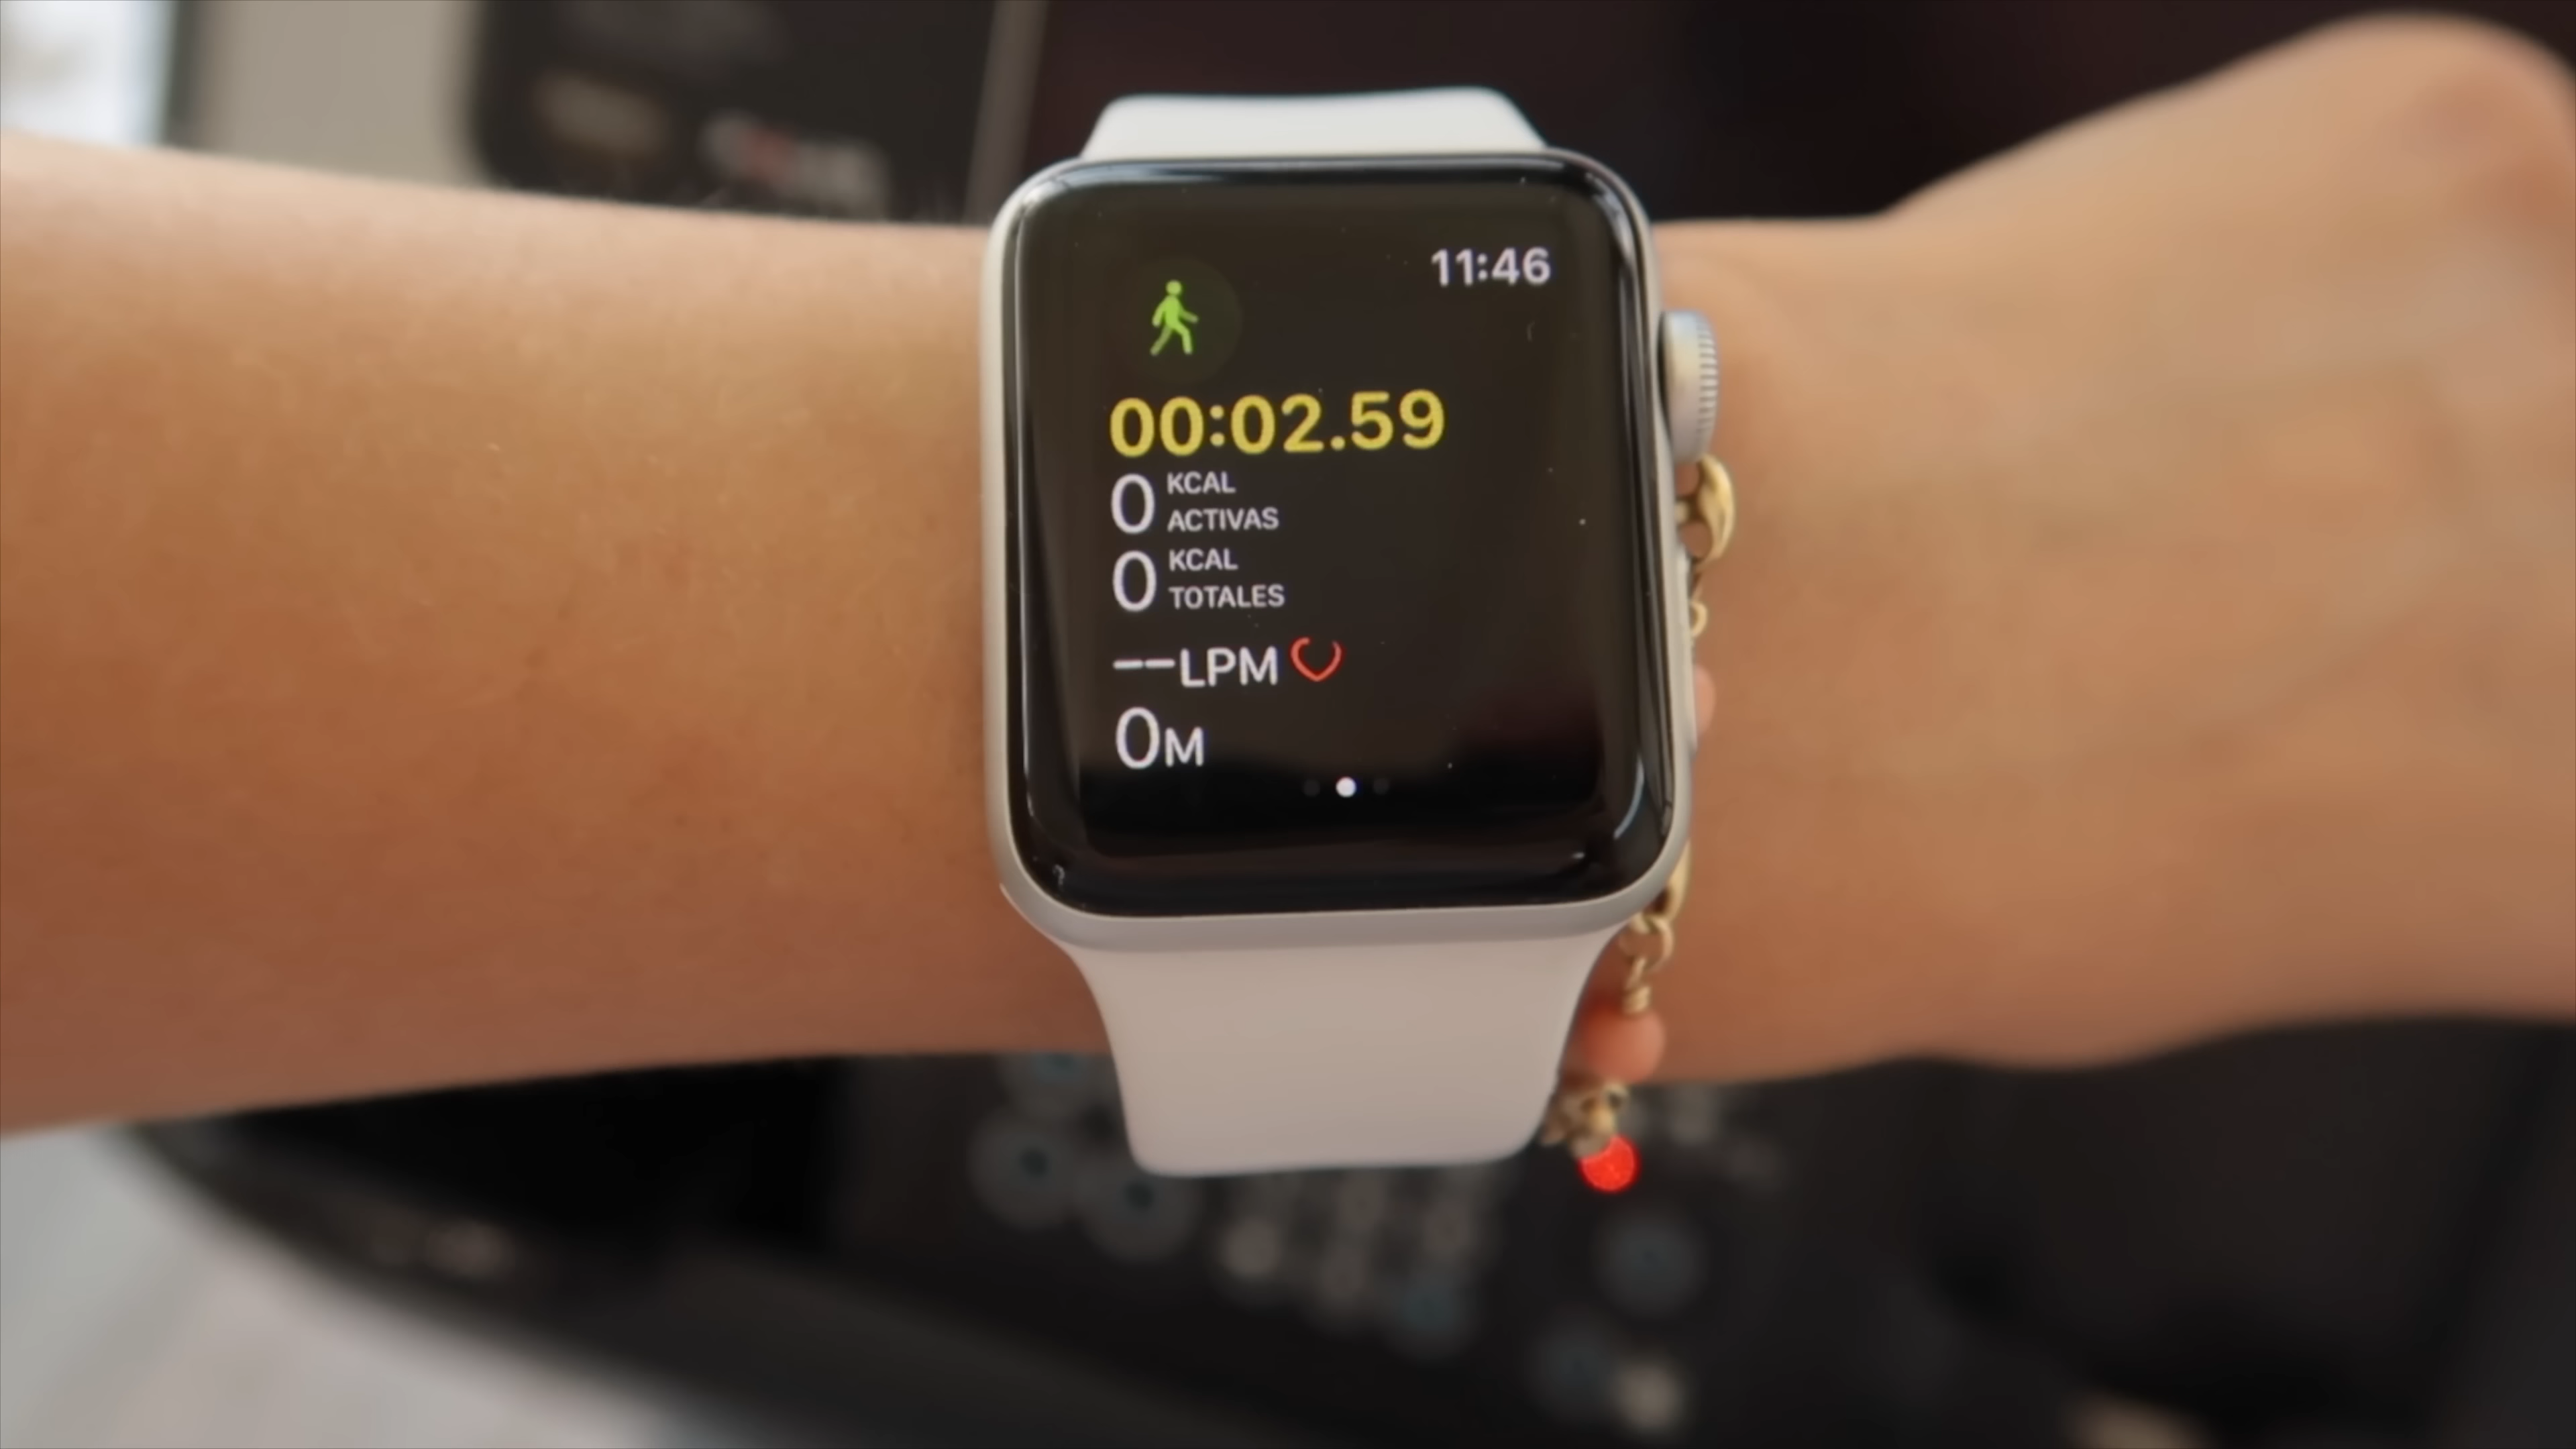 11:46
00:02.59
0 KCAL ACTIVAS
0 KCAL TOTALES
--LPM
0M